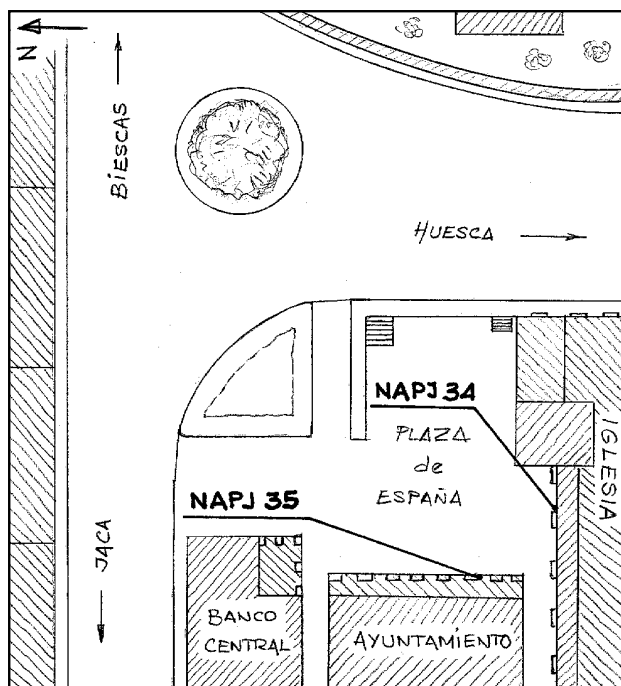 N
BIESCAS
HUESCA
NAPJ 34
PLAZA
de
ESPAÑA
IGLESIA
NAPJ 35
JACA
BANCO
CENTRAL
AYUNTAMIENTO